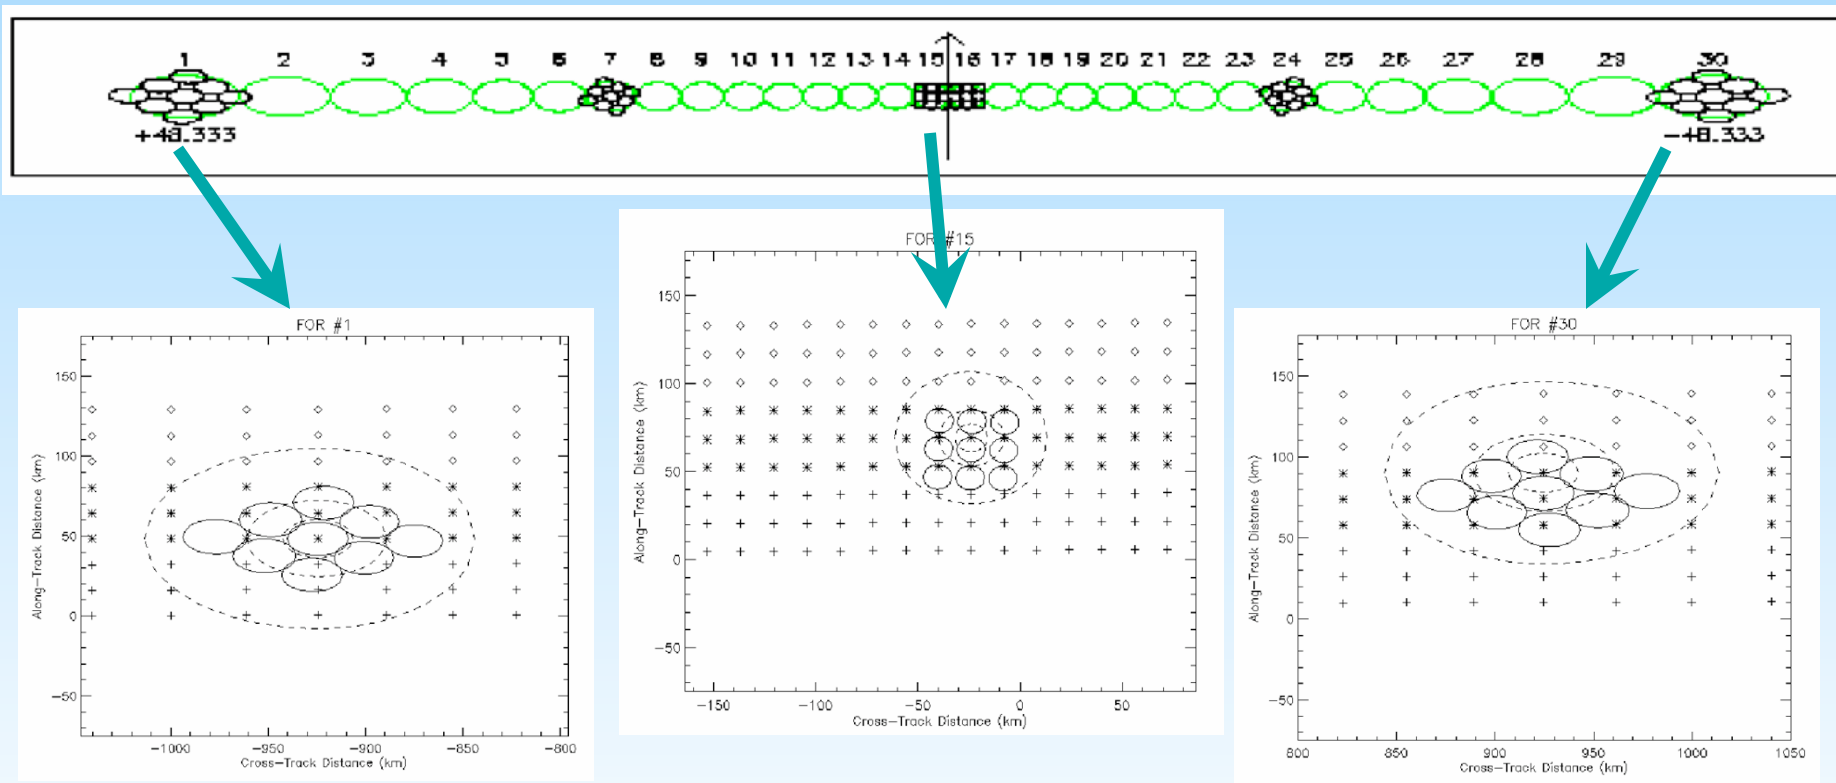 1 2 3 4 5 6 7 8 9 10 11 12 13 14 15 16 17 18 19 20 21 22 23 24 25 26 27 28 29 30
+48.333 -48.333
FOR #1
150
100
50
0
-50
Along-Track Distance (km)
-1000 -950 -900 -850 -800
Cross-Track Distance (km)
FOR #15
150
100
50
0
-50
Along-Track Distance (km)
-150 -100 -50 0 50
Cross-Track Distance (km)
FOR #30
150
100
50
0
-50
Along-Track Distance (km)
800 850 900 950 1000 1050
Cross-Track Distance (km)